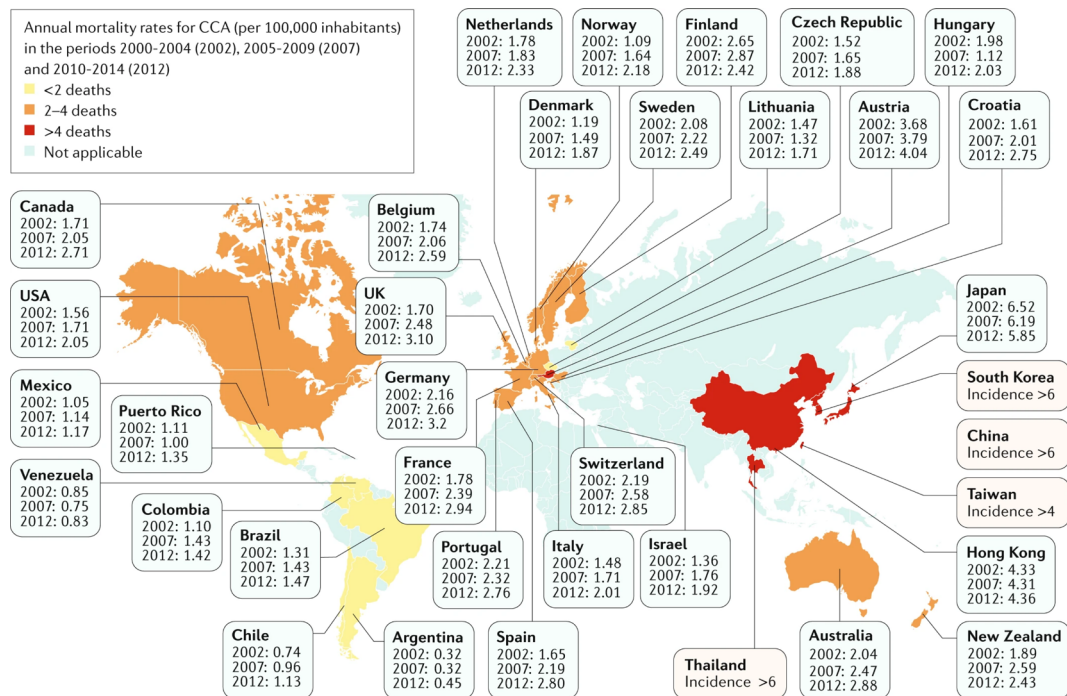 Annual mortality rates for CCA (per 100,000 inhabitants)
in the periods 2000-2004 (2002), 2005-2009 (2007)
and 2010-2014 (2012)
<2 deaths
2–4 deaths
>4 deaths
Not applicable
Netherlands
2002: 1.78
2007: 1.83
2012: 2.33
Norway
2002: 1.09
2007: 1.64
2012: 2.18
Finland
2002: 2.65
2007: 2.87
2012: 2.42
Czech Republic
2002: 1.52
2007: 1.65
2012: 1.88
Hungary
2002: 1.98
2007: 1.12
2012: 2.03
Denmark
2002: 1.19
2007: 1.49
2012: 1.87
Sweden
2002: 2.08
2007: 2.22
2012: 2.49
Lithuania
2002: 1.47
2007: 1.32
2012: 1.71
Austria
2002: 3.68
2007: 3.79
2012: 4.04
Croatia
2002: 1.61
2007: 2.01
2012: 2.75
Canada
2002: 1.71
2007: 2.05
2012: 2.71
Belgium
2002: 1.74
2007: 2.06
2012: 2.59
USA
2002: 1.56
2007: 1.71
2012: 2.05
UK
2002: 1.70
2007: 2.48
2012: 3.10
Japan
2002: 6.52
2007: 6.19
2012: 5.85
Mexico
2002: 1.05
2007: 1.14
2012: 1.17
Puerto Rico
2002: 1.11
2007: 1.00
2012: 1.35
Germany
2002: 2.16
2007: 2.66
2012: 3.2
South Korea
Incidence >6
China
Incidence >6
Venezuela
2002: 0.85
2007: 0.75
2012: 0.83
Colombia
2002: 1.10
2007: 1.43
2012: 1.42
Brazil
2002: 1.31
2007: 1.43
2012: 1.47
France
2002: 1.78
2007: 2.39
2012: 2.94
Switzerland
2002: 2.19
2007: 2.58
2012: 2.85
Taiwan
Incidence >4
Portugal
2002: 2.21
2007: 2.32
2012: 2.76
Italy
2002: 1.48
2007: 1.71
2012: 2.01
Israel
2002: 1.36
2007: 1.76
2012: 1.92
Hong Kong
2002: 4.33
2007: 4.31
2012: 4.36
Chile
2002: 0.74
2007: 0.96
2012: 1.13
Argentina
2002: 0.32
2007: 0.32
2012: 0.45
Spain
2002: 1.65
2007: 2.19
2012: 2.80
Thailand
Incidence >6
Australia
2002: 2.04
2007: 2.47
2012: 2.88
New Zealand
2002: 1.89
2007: 2.59
2012: 2.43